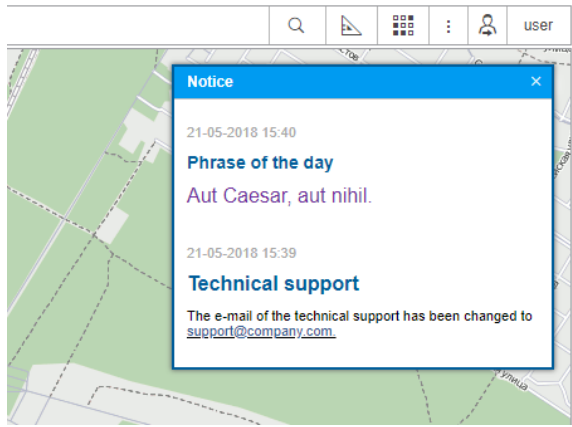 user
Notice
21-05-2018 15:40
Phrase of the day
Aut Caesar, aut nihil.
21-05-2018 15:39
Technical support
The e-mail of the technical support has been changed to
support@company.com.